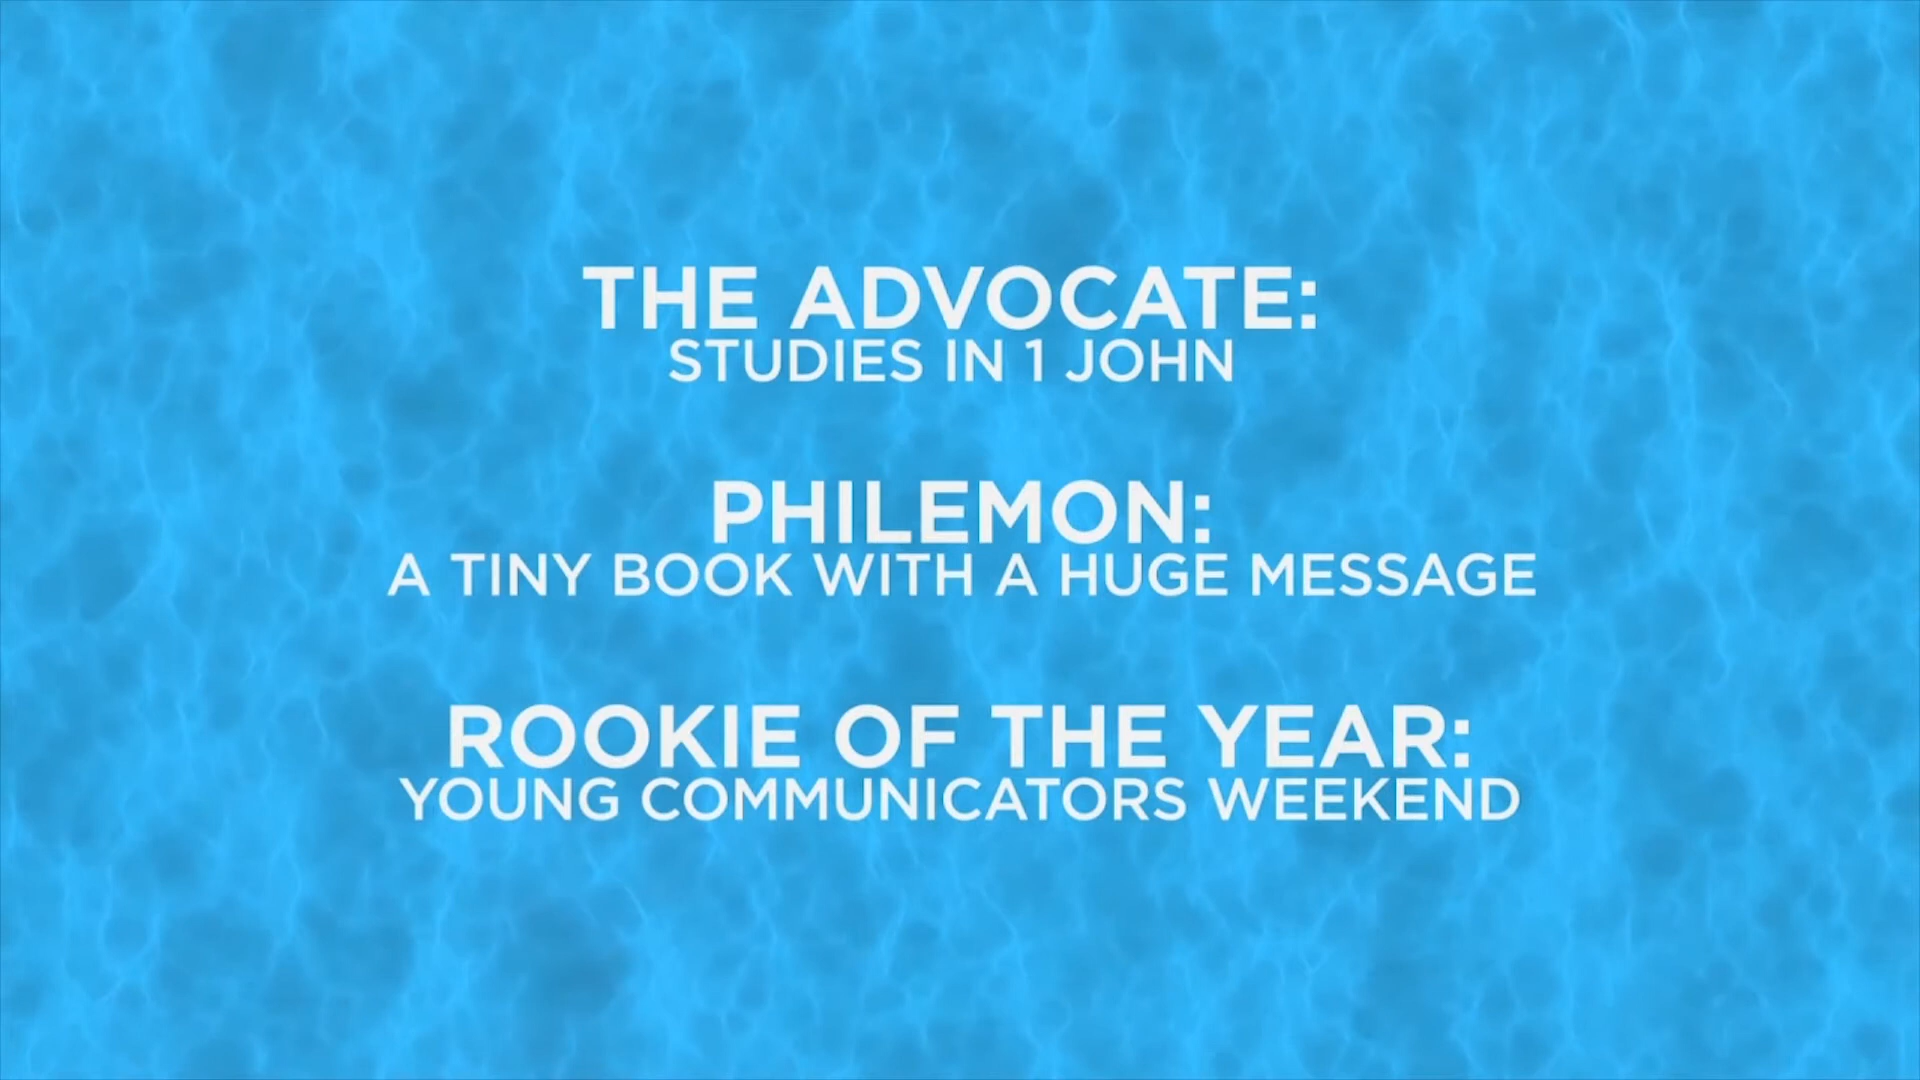 THE ADVOCATE:
STUDIES IN 1 JOHN
PHILEMON:
A TINY BOOK WITH A HUGE MESSAGE
ROOKIE OF THE YEAR:
YOUNG COMMUNICATORS WEEKEND